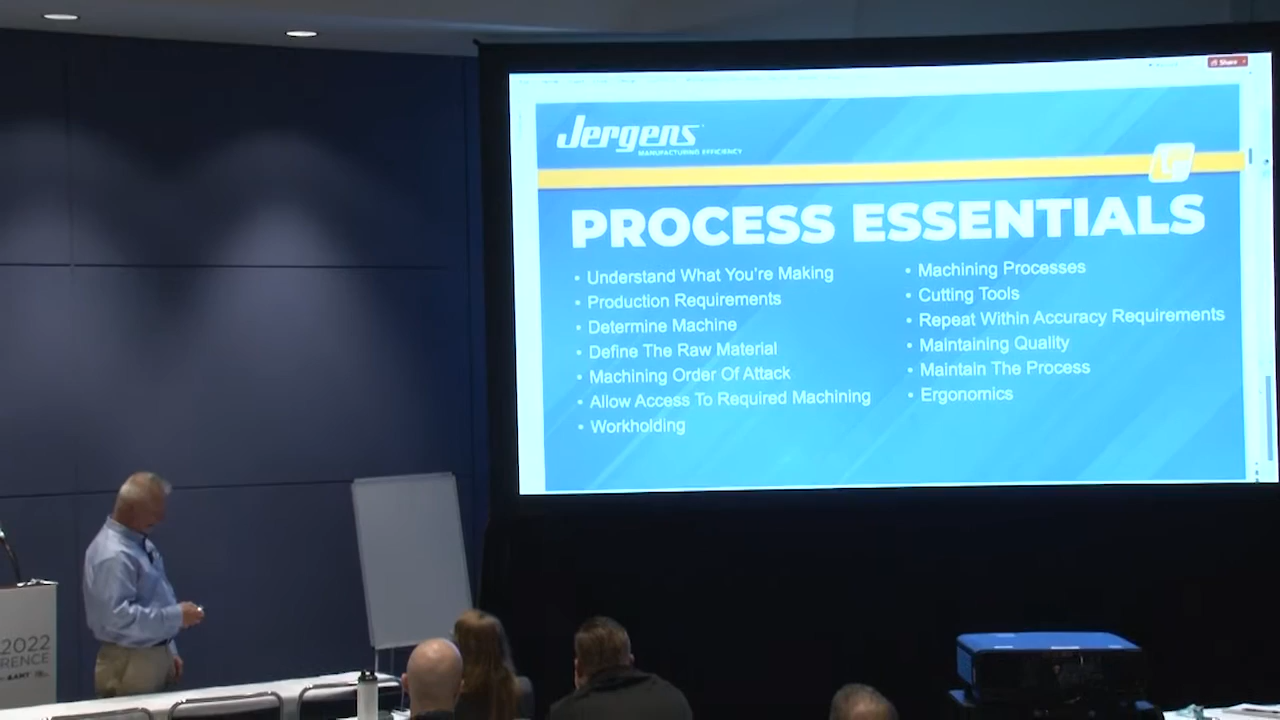 Share
Jergens
MANUFACTURING EFFICIENCY
PROCESS ESSENTIALS
• Understand What You're Making
• Production Requirements
• Determine Machine
• Define The Raw Material
• Machining Order Of Attack
• Allow Access To Required Machining
• Workholding
• Machining Processes
• Cutting Tools
• Repeat Within Accuracy Requirements
• Maintaining Quality
• Maintain The Process
• Ergonomics
2022
RENCE